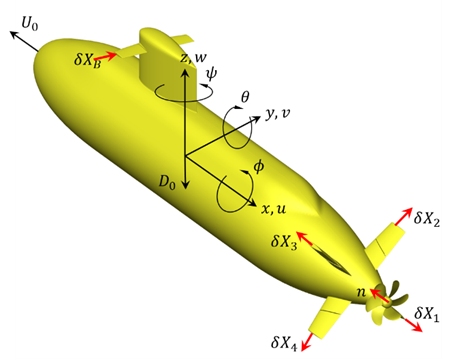 U₀
δX_B
z, w
ψ
θ
y, v
D₀
ϕ
x, u
δX₃
δX₂
n
δX₁
δX₄